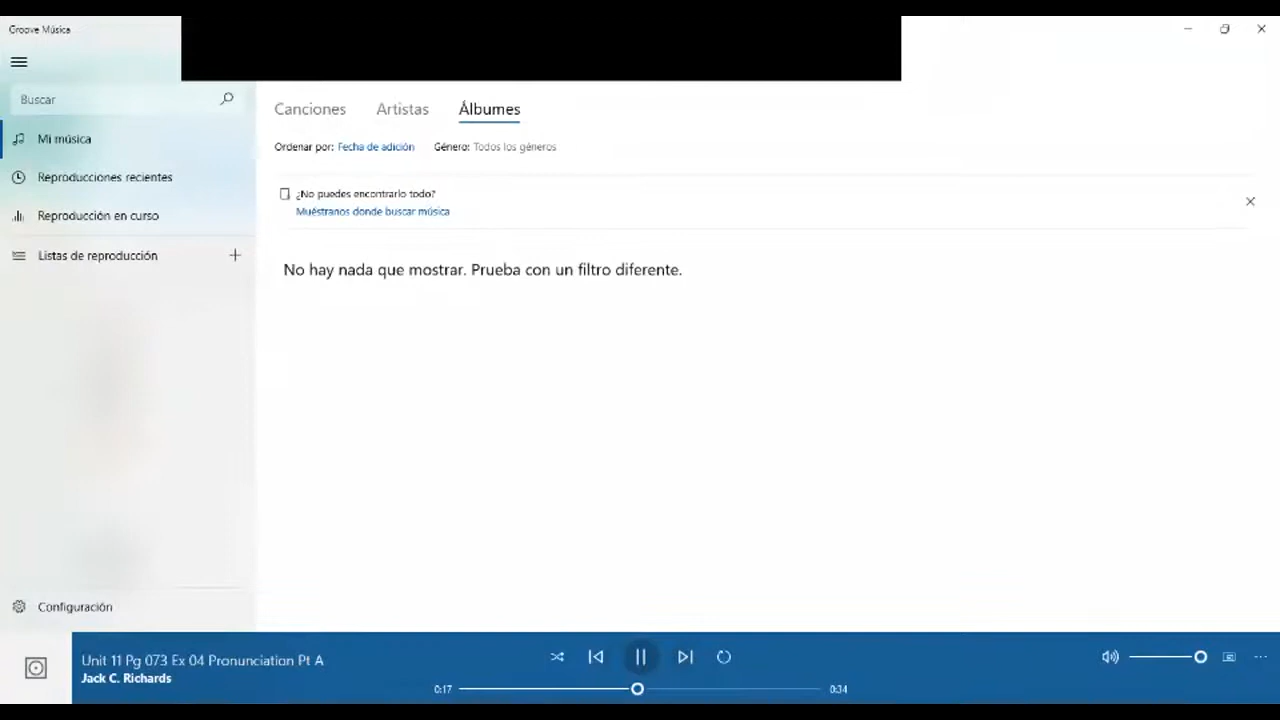 Groove Música
Buscar
Mi música
Reproducciones recientes
Reproducción en curso
Listas de reproducción
Configuración
Canciones Artistas Álbumes
Ordenar por: Fecha de adición Género: Todos los géneros
¿No puedes encontrarlo todo?
Muéstranos donde buscar música
No hay nada que mostrar. Prueba con un filtro diferente.
Unit 11 Pg 073 Ex 04 Pronunciation Pt A
Jack C. Richards
0:17 0:34